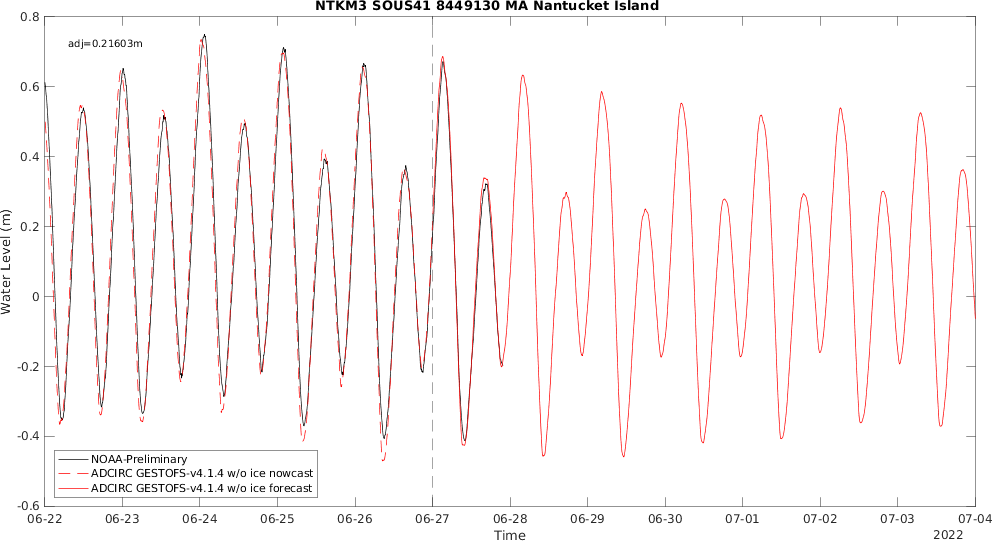 NTKM3 SOUS41 8449130 MA Nantucket Island
adj=0.21603m
0.8
0.6
0.4
0.2
0
-0.2
-0.4
-0.6
Water Level (m)
NOAA-Preliminary
ADCIRC GESTOFS-v4.1.4 w/o ice nowcast
ADCIRC GESTOFS-v4.1.4 w/o ice forecast
06-22 06-23 06-24 06-25 06-26 06-27 06-28 06-29 06-30 07-01 07-02 07-03 07-04
Time
2022